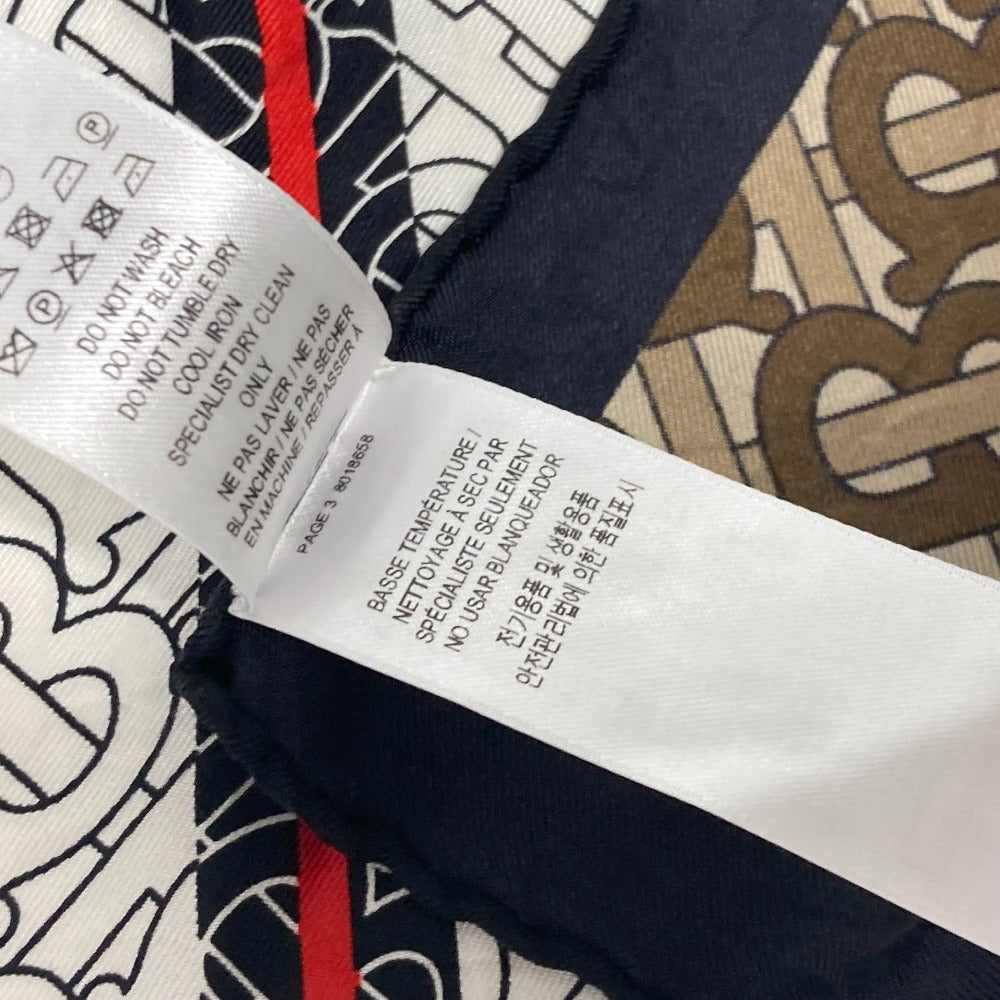 DO NOT WASH
DO NOT BLEACH
DO NOT TUMBLE DRY
COOL IRON
SPECIALIST DRY CLEAN
ONLY
NE PAS LAVER / NE PAS
BLANCHIR / NE PAS SÉCHER
EN MACHINE / REPASSER À
PAGE 3 8018658
BASSE TEMPÉRATURE /
NETTOYAGE À SEC PAR
SPÉCIALISTE SEULEMENT
NO USAR BLANQUEADOR
전기용품 및 생활용품
안전관리법에 의한 품질표시